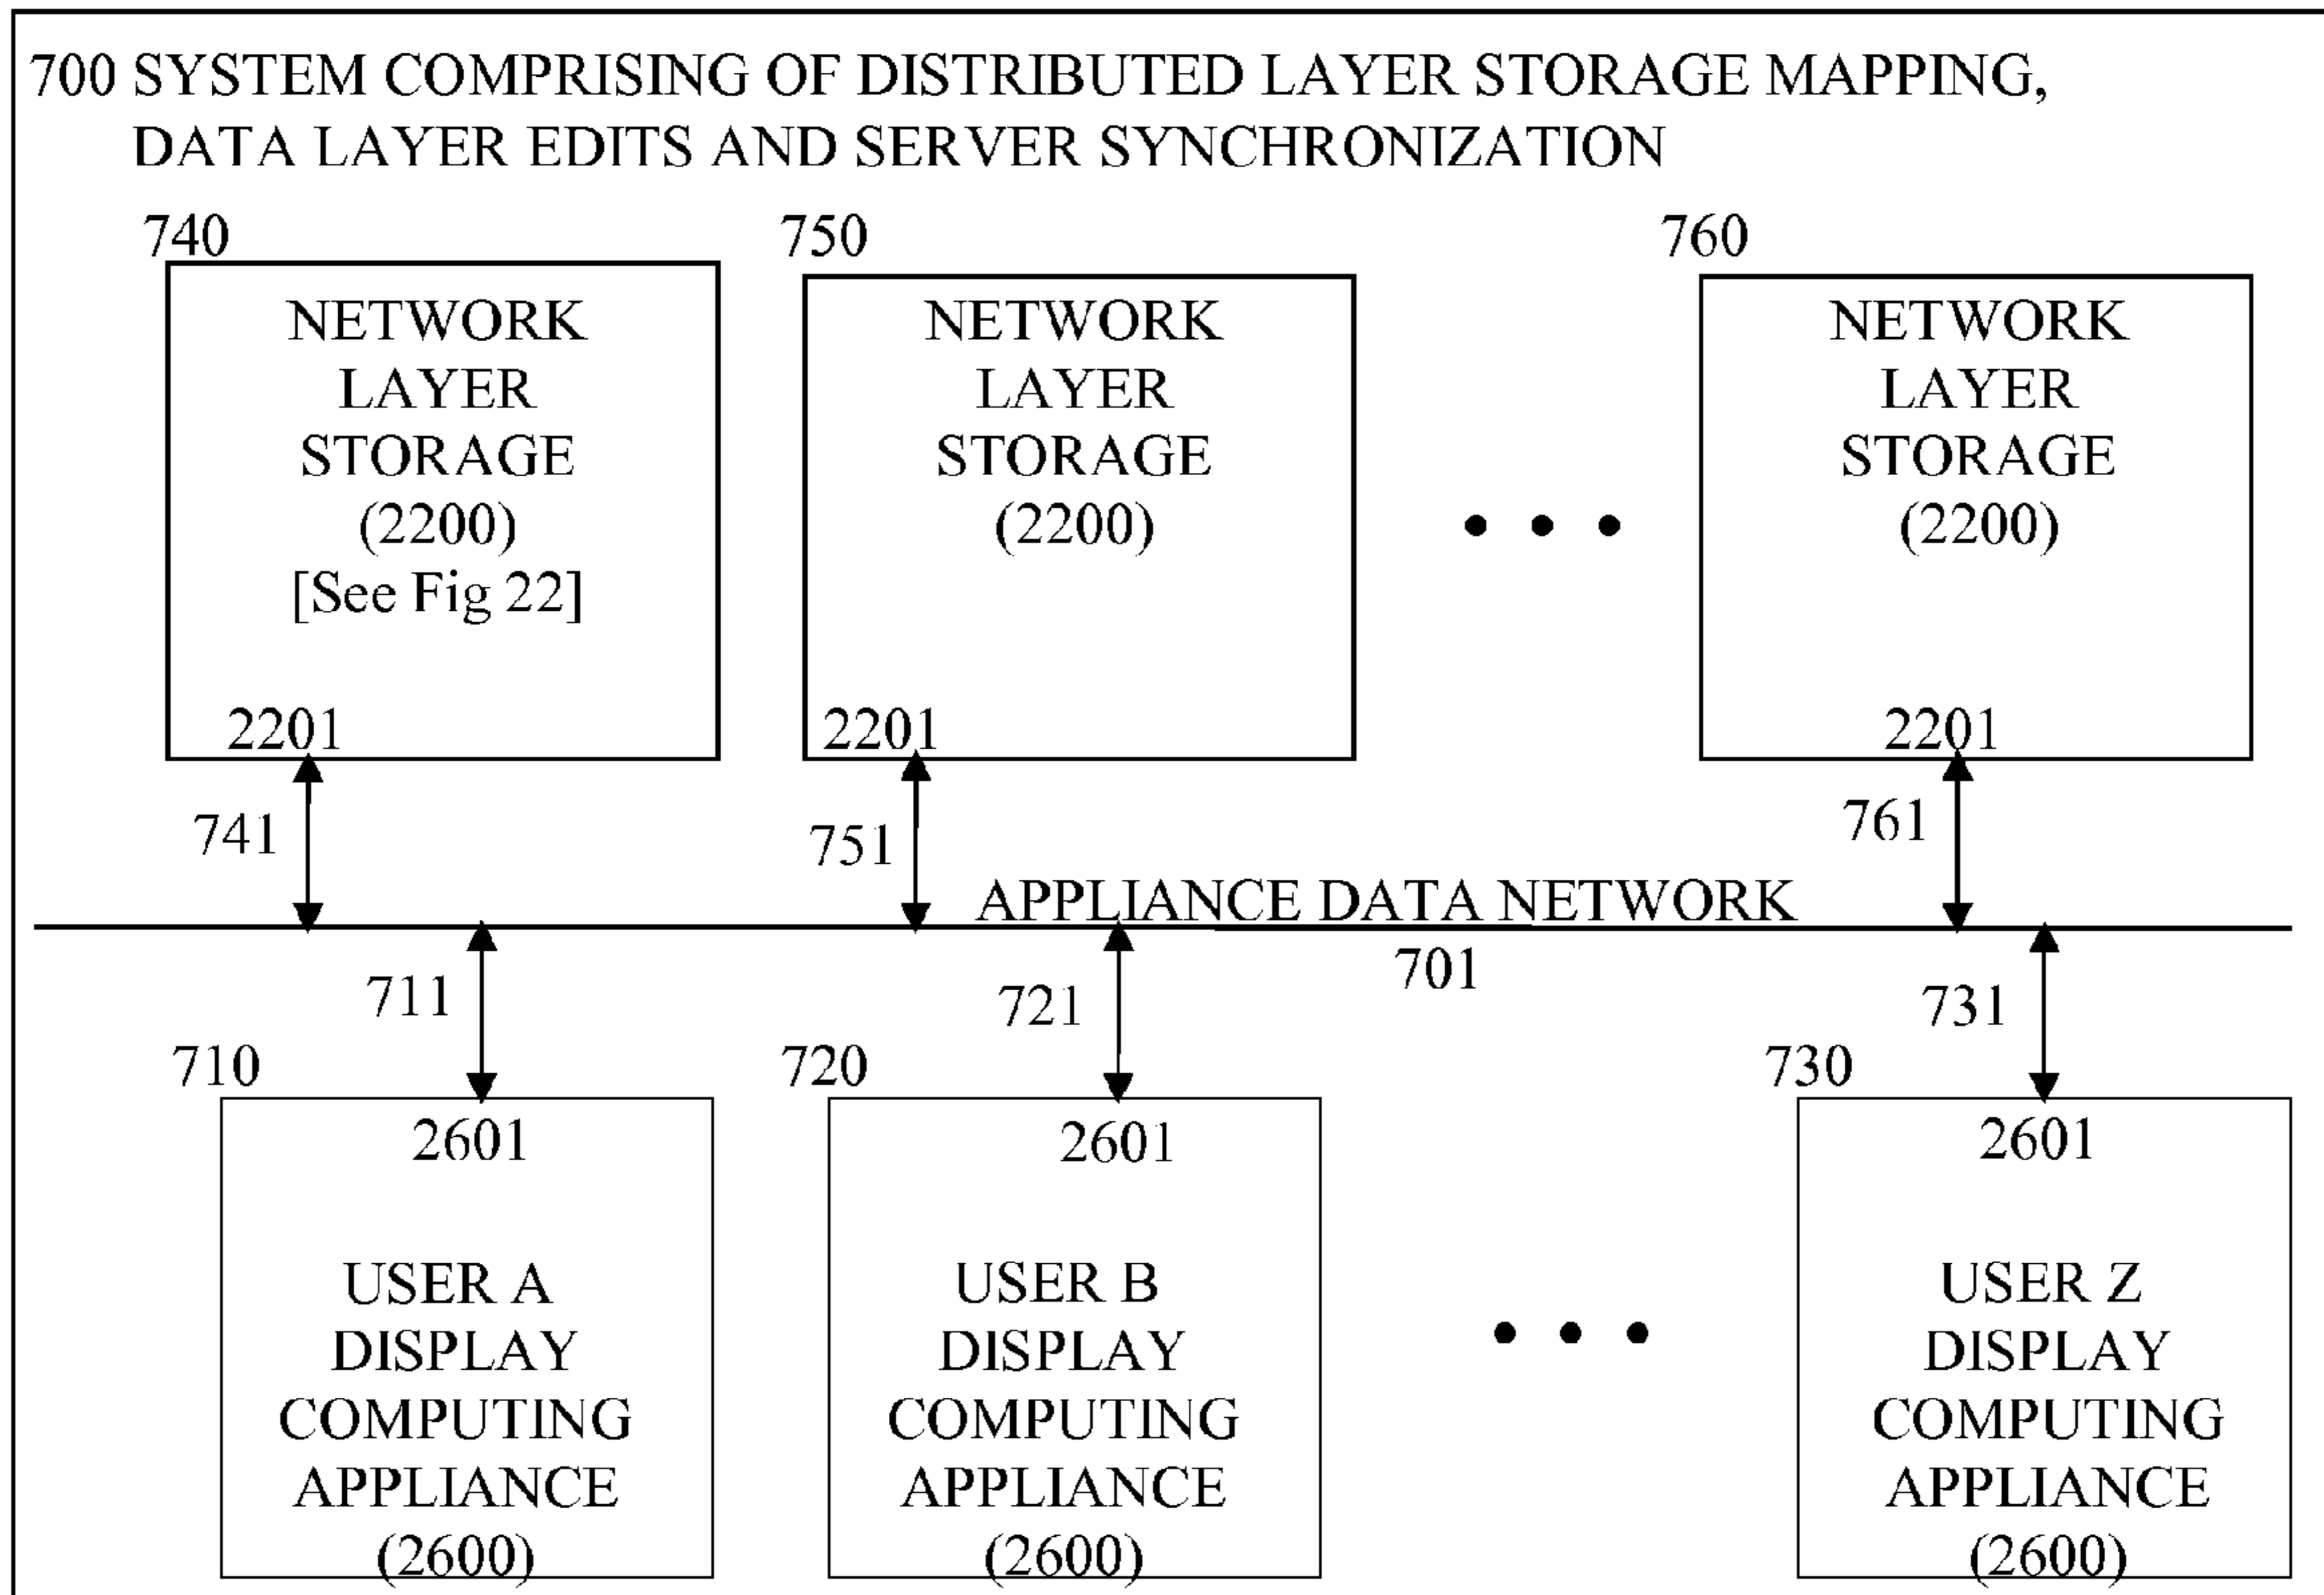 700 SYSTEM COMPRISING OF DISTRIBUTED LAYER STORAGE MAPPING,
DATA LAYER EDITS AND SERVER SYNCHRONIZATION
740
NETWORK
LAYER
STORAGE
(2200)
[See Fig 22]
2201
750
NETWORK
LAYER
STORAGE
(2200)
2201
760
NETWORK
LAYER
STORAGE
(2200)
2201
741
751
761
APPLIANCE DATA NETWORK
701
711
721
731
710
2601
USER A
DISPLAY
COMPUTING
APPLIANCE
(2600)
720
2601
USER B
DISPLAY
COMPUTING
APPLIANCE
(2600)
730
2601
USER Z
DISPLAY
COMPUTING
APPLIANCE
(2600)